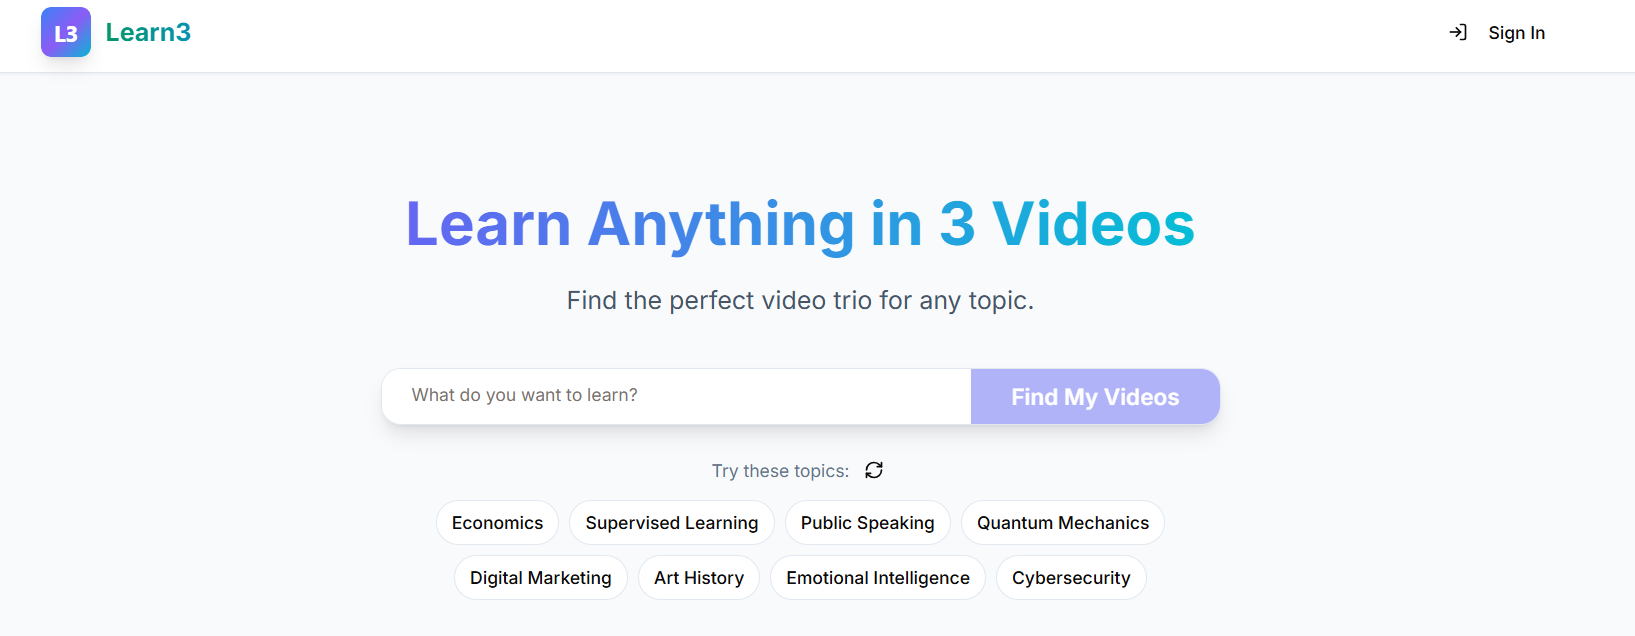 L3 Learn3 Sign In
Learn Anything in 3 Videos
Find the perfect video trio for any topic.
What do you want to learn? Find My Videos
Try these topics:
Economics Supervised Learning Public Speaking Quantum Mechanics
Digital Marketing Art History Emotional Intelligence Cybersecurity